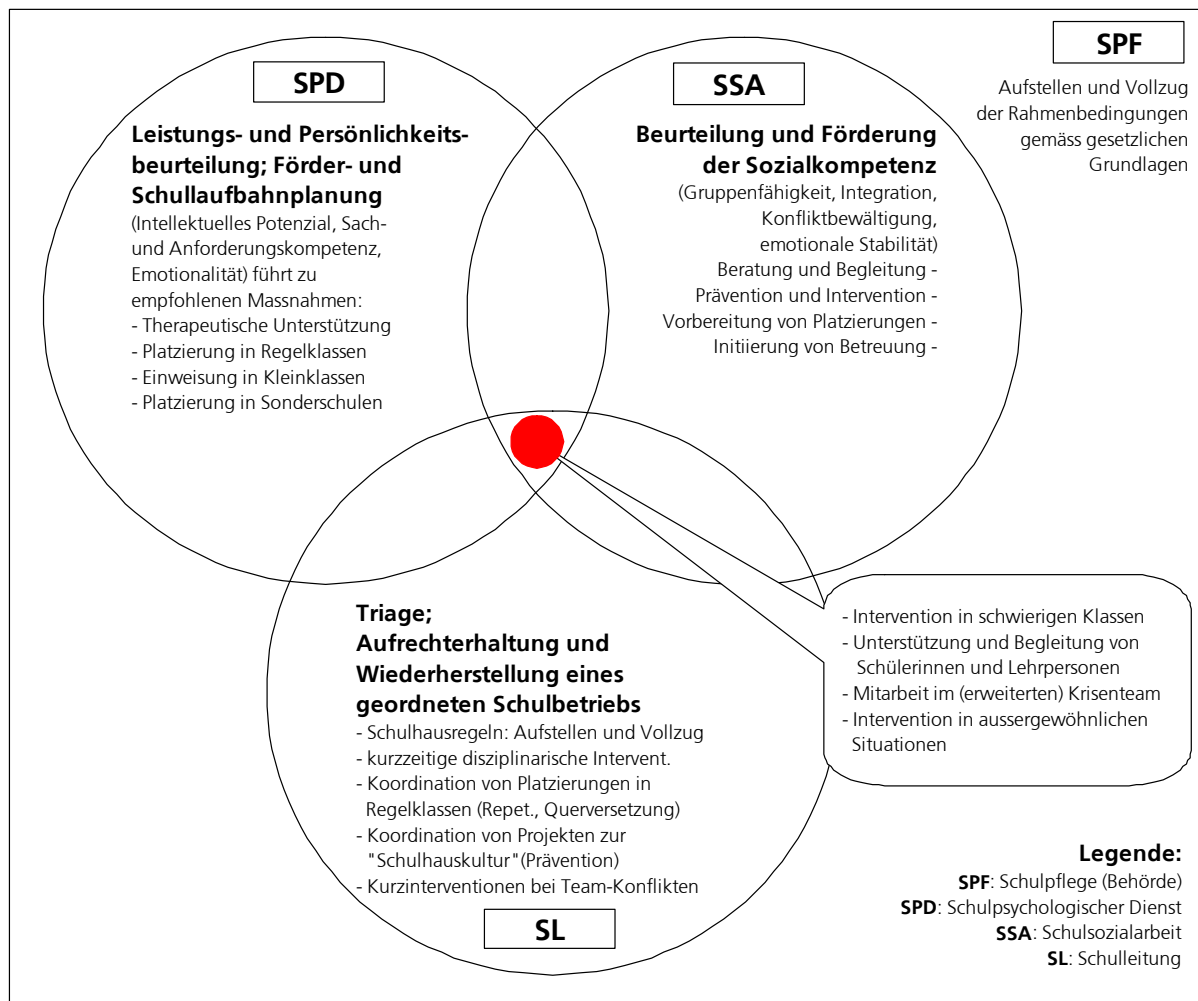 SPD
Leistungs- und Persönlichkeits-
beurteilung; Förder- und
Schullaufbahnplanung
(Intellektuelles Potenzial, Sach-
und Anforderungskompetenz,
Emotionalität) führt zu
empfohlenen Massnahmen:
- Therapeutische Unterstützung
- Platzierung in Regelklassen
- Einweisung in Kleinklassen
- Platzierung in Sonderschulen
SSA
Beurteilung und Förderung
der Sozialkompetenz
(Gruppenfähigkeit, Integration,
Konfliktbewältigung,
emotionale Stabilität)
Beratung und Begleitung -
Prävention und Intervention -
Vorbereitung von Platzierungen -
Initiierung von Betreuung -
SPF
Aufstellen und Vollzug
der Rahmenbedingungen
gemäss gesetzlichen
Grundlagen
Triage;
Aufrechterhaltung und
Wiederherstellung eines
geordneten Schulbetriebs
- Schulhausregeln: Aufstellen und Vollzug
- kurzzeitige disziplinarische Intervent.
- Koordination von Platzierungen in
Regelklassen (Repet., Querversetzung)
- Koordination von Projekten zur
"Schulhauskultur"(Prävention)
- Kurzinterventionen bei Team-Konflikten
SL
- Intervention in schwierigen Klassen
- Unterstützung und Begleitung von
Schülerinnen und Lehrpersonen
- Mitarbeit im (erweiterten) Krisenteam
- Intervention in aussergewöhnlichen
Situationen
Legende:
SPF: Schulpflege (Behörde)
SPD: Schulpsychologischer Dienst
SSA: Schulsozialarbeit
SL: Schulleitung